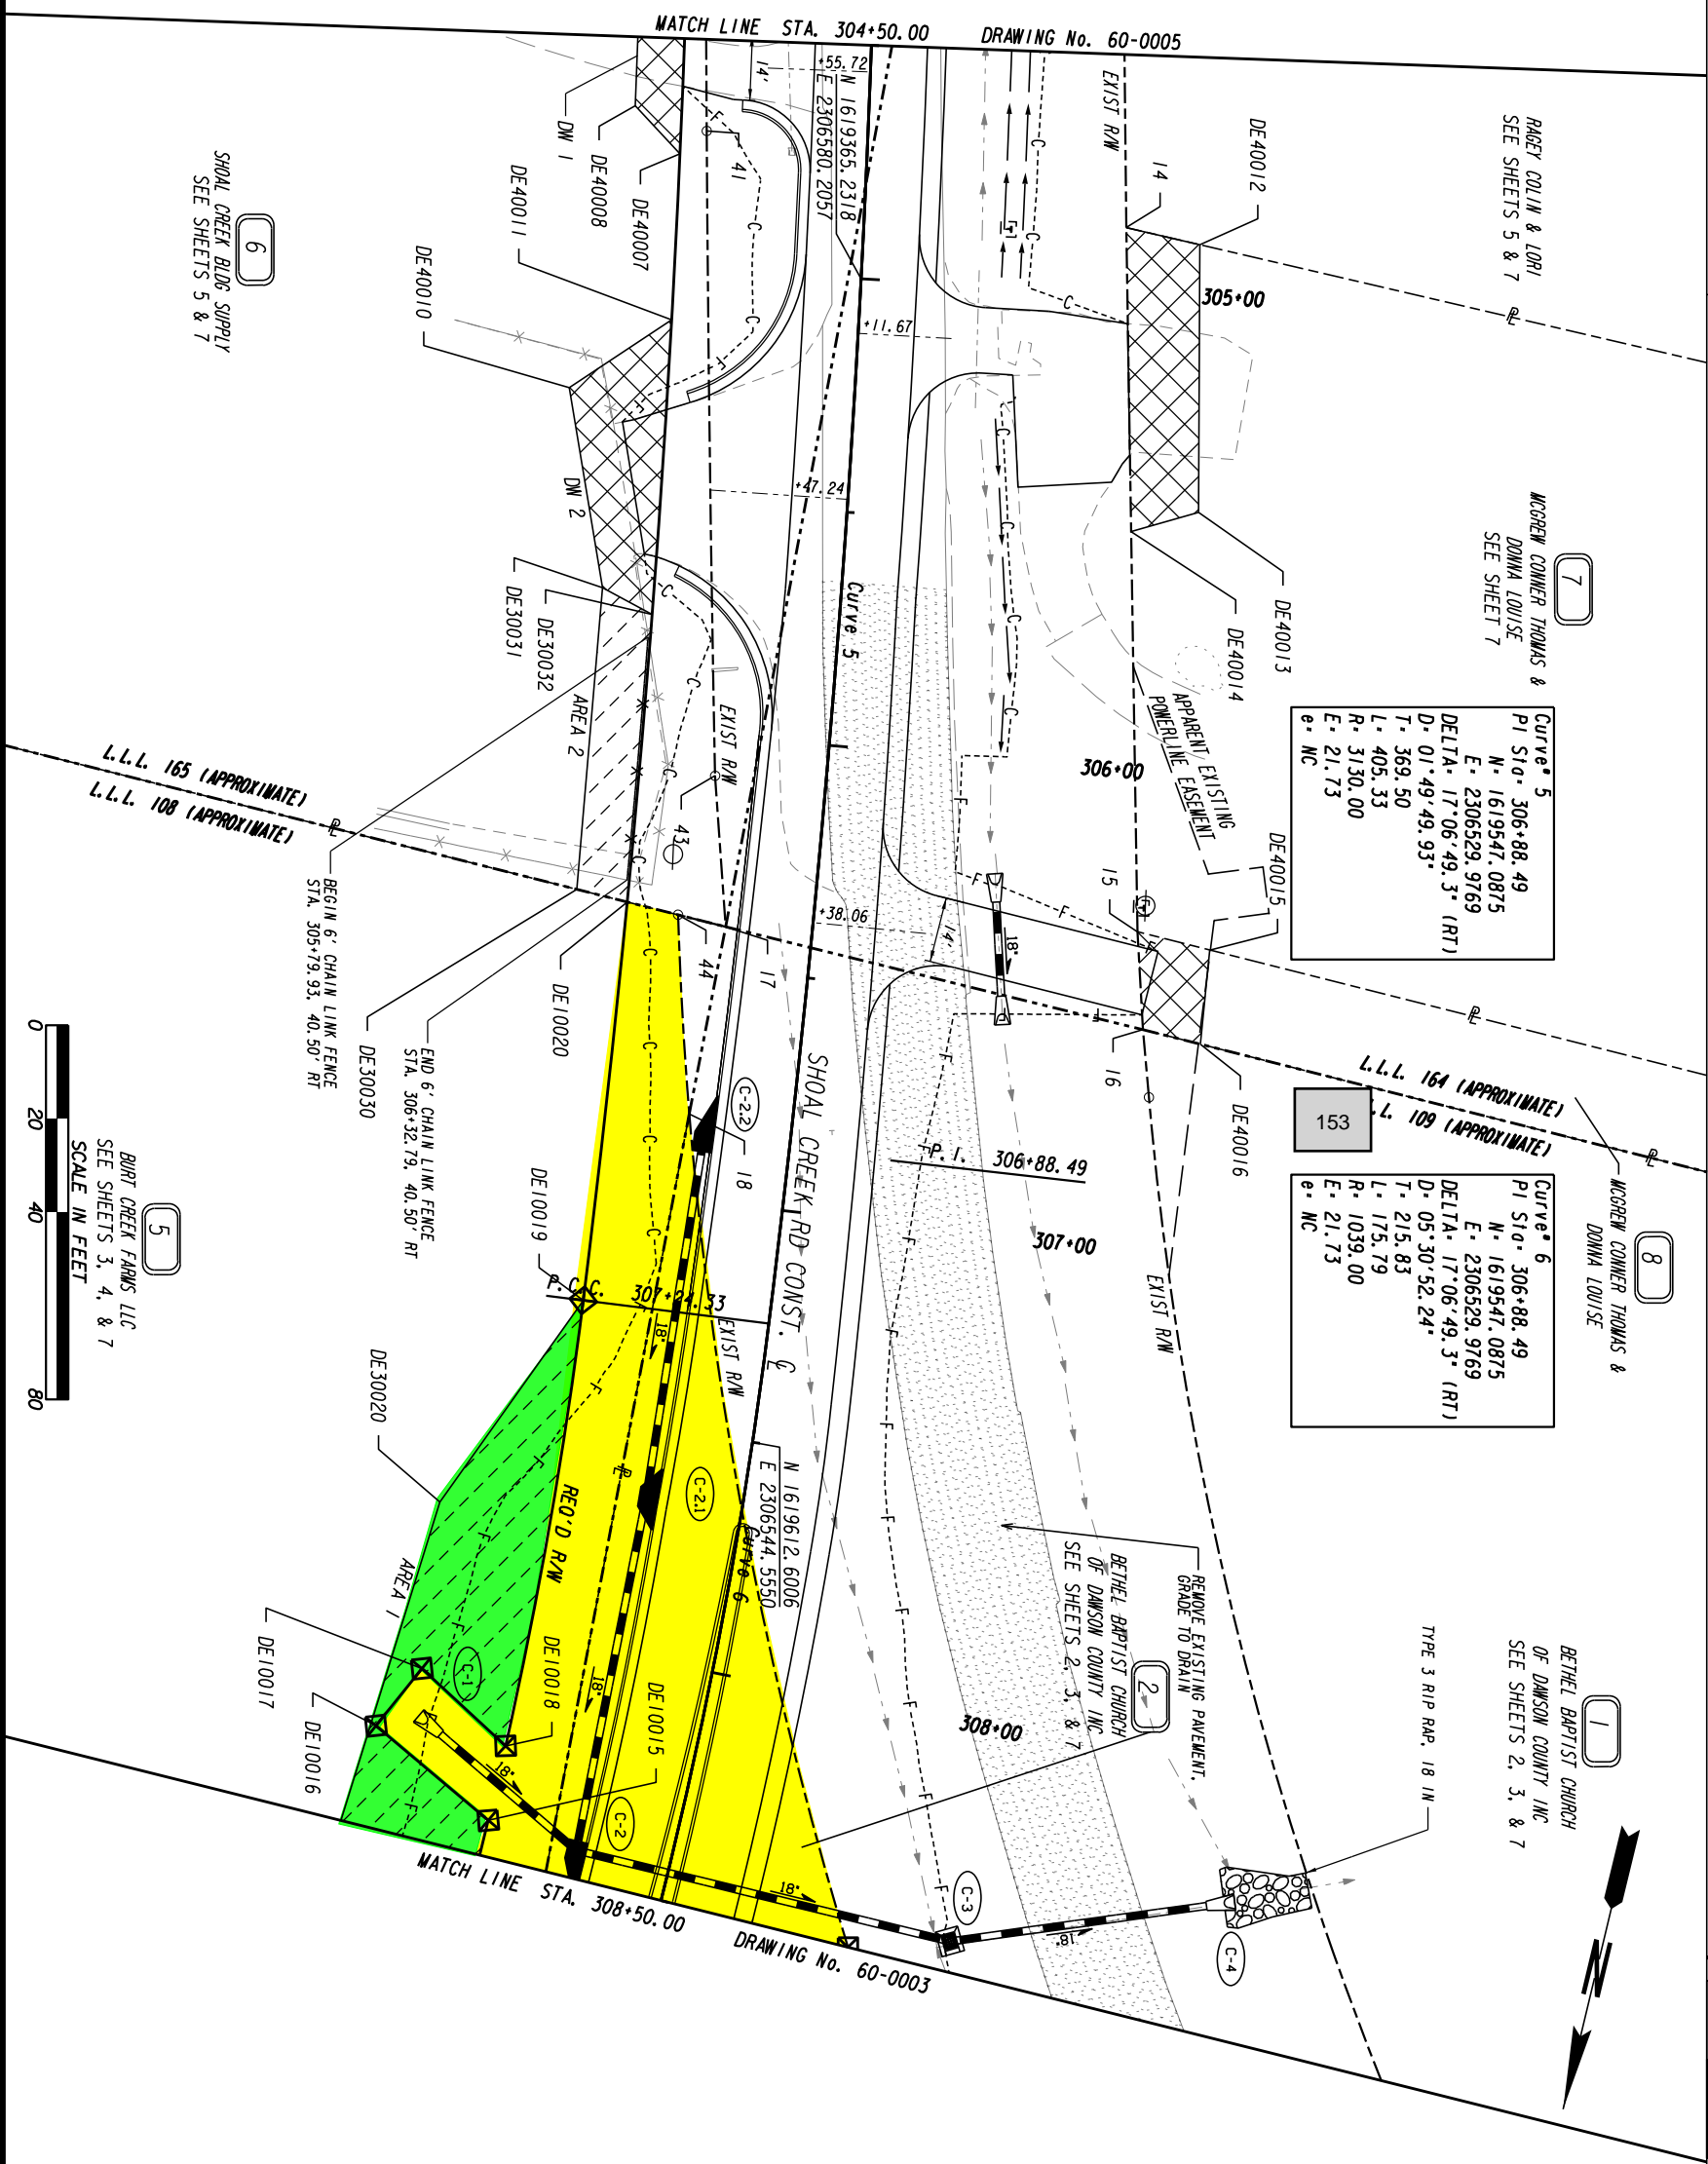 MATCH LINE STA. 304+50.00 DRAWING No. 60-0005
RAGEY COLIN & LORI
SEE SHEETS 5 & 7
DE40012
14
EXIST R/W
+55.72
N 1619365.2318
E 2306580.2057
14'
41
DW 1
DE40008
DE40007
DE40011
DE40010
6
SHOAL CREEK BLDG SUPPLY
SEE SHEETS 5 & 7
305+00
+11.67
+47.24
DW 2
7
MCGREW CONNER THOMAS &
DONNA LOUISE
SEE SHEET 7
DE40013
DE40014
Curve 5
DE30032
DE30031
AREA 2
EXIST R/W
43
APPARENT EXISTING
POWERLINE EASEMENT
306+00
Curve# 5
PI Sta= 306+88.49
N= 1619547.0875
E= 2306529.9769
DELTA= 17°06'49.3" (RT)
D= 01°49'49.93"
T= 369.50
L= 405.33
R= 3130.00
E= 21.73
e= NC
L.L.L. 165 (APPROXIMATE)
L.L.L. 108 (APPROXIMATE)
BEGIN 6' CHAIN LINK FENCE
STA. 305+79.93, 40.50' RT
DE40015
15
+38.06
14'
18"
17
44
DE10020
DE30030
END 6' CHAIN LINK FENCE
STA. 306+32.79, 40.50' RT
16
DE40016
L.L.L. 164 (APPROXIMATE)
L. 109 (APPROXIMATE)
153
8
MCGREW CONNER THOMAS &
DONNA LOUISE
Curve# 6
PI Sta= 306+88.49
N= 1619547.0875
E= 2306529.9769
DELTA= 17°06'49.3" (RT)
D= 05°30'52.24"
T= 215.83
L= 175.79
R= 1039.00
E= 21.73
e= NC
P.I. 306+88.49
307+00
SHOAL CREEK RD CONST. CL
C-2.2
18
DE10019
P.C.C. 307+24.33
18"
EXIST R/W
EXIST R/W
5
BURT CREEK FARMS LLC
SEE SHEETS 3, 4, & 7
0 20 40 80
SCALE IN FEET
DE30020
C-2.1
N 1619612.6006
E 2306544.5550
Curve 6
REQ'D R/W
AREA 1
REMOVE EXISTING PAVEMENT,
GRADE TO DRAIN
2
BETHEL BAPTIST CHURCH
OF DAWSON COUNTY INC
SEE SHEETS 2, 3, & 7
308+00
1
BETHEL BAPTIST CHURCH
OF DAWSON COUNTY INC
SEE SHEETS 2, 3, & 7
TYPE 3 RIP RAP, 18 IN
DE10018
DE10015
DE10017
DE10016
C-1
18"
18"
C-2
18"
C-3
18"
C-4
N
MATCH LINE STA. 308+50.00 DRAWING No. 60-0003